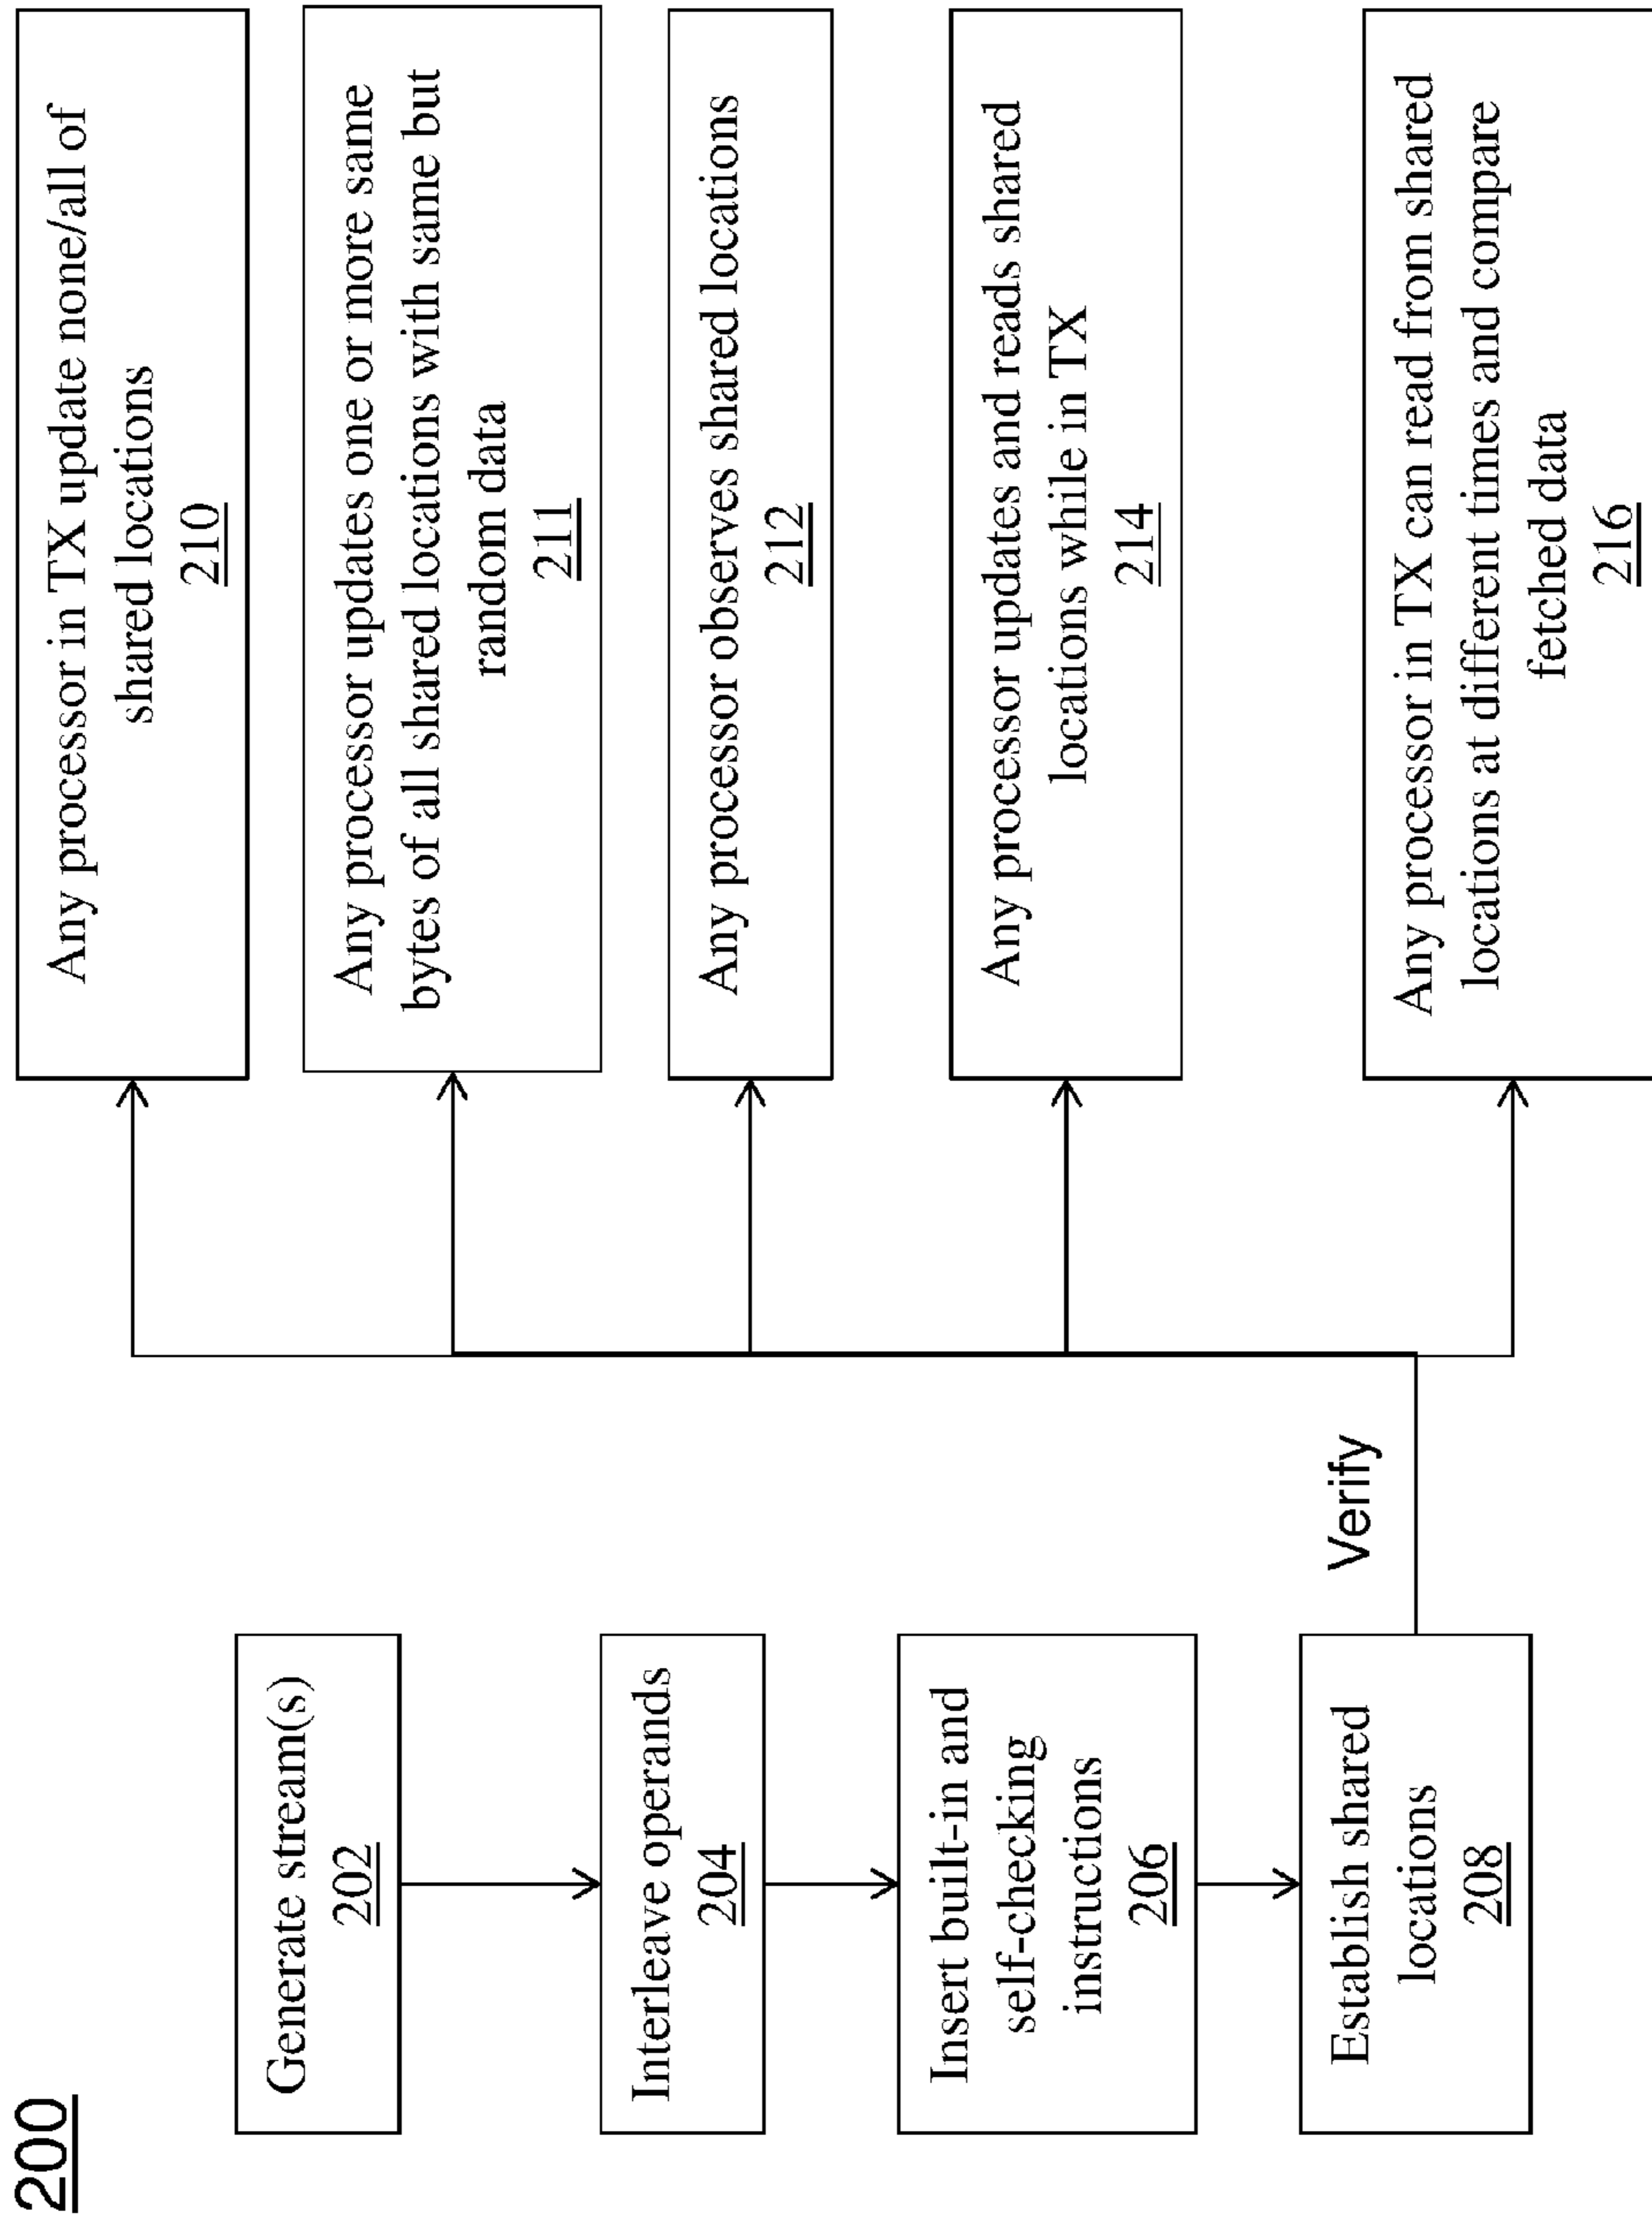 200
Generate stream(s)
202
Interleave operands
204
Insert built-in and
self-checking
instructions
206
Establish shared
locations
208
Verify
Any processor in TX update none/all of
shared locations
210
Any processor updates one or more same
bytes of all shared locations with same but
random data
211
Any processor observes shared locations
212
Any processor updates and reads shared
locations while in TX
214
Any processor in TX can read from shared
locations at different times and compare
fetched data
216